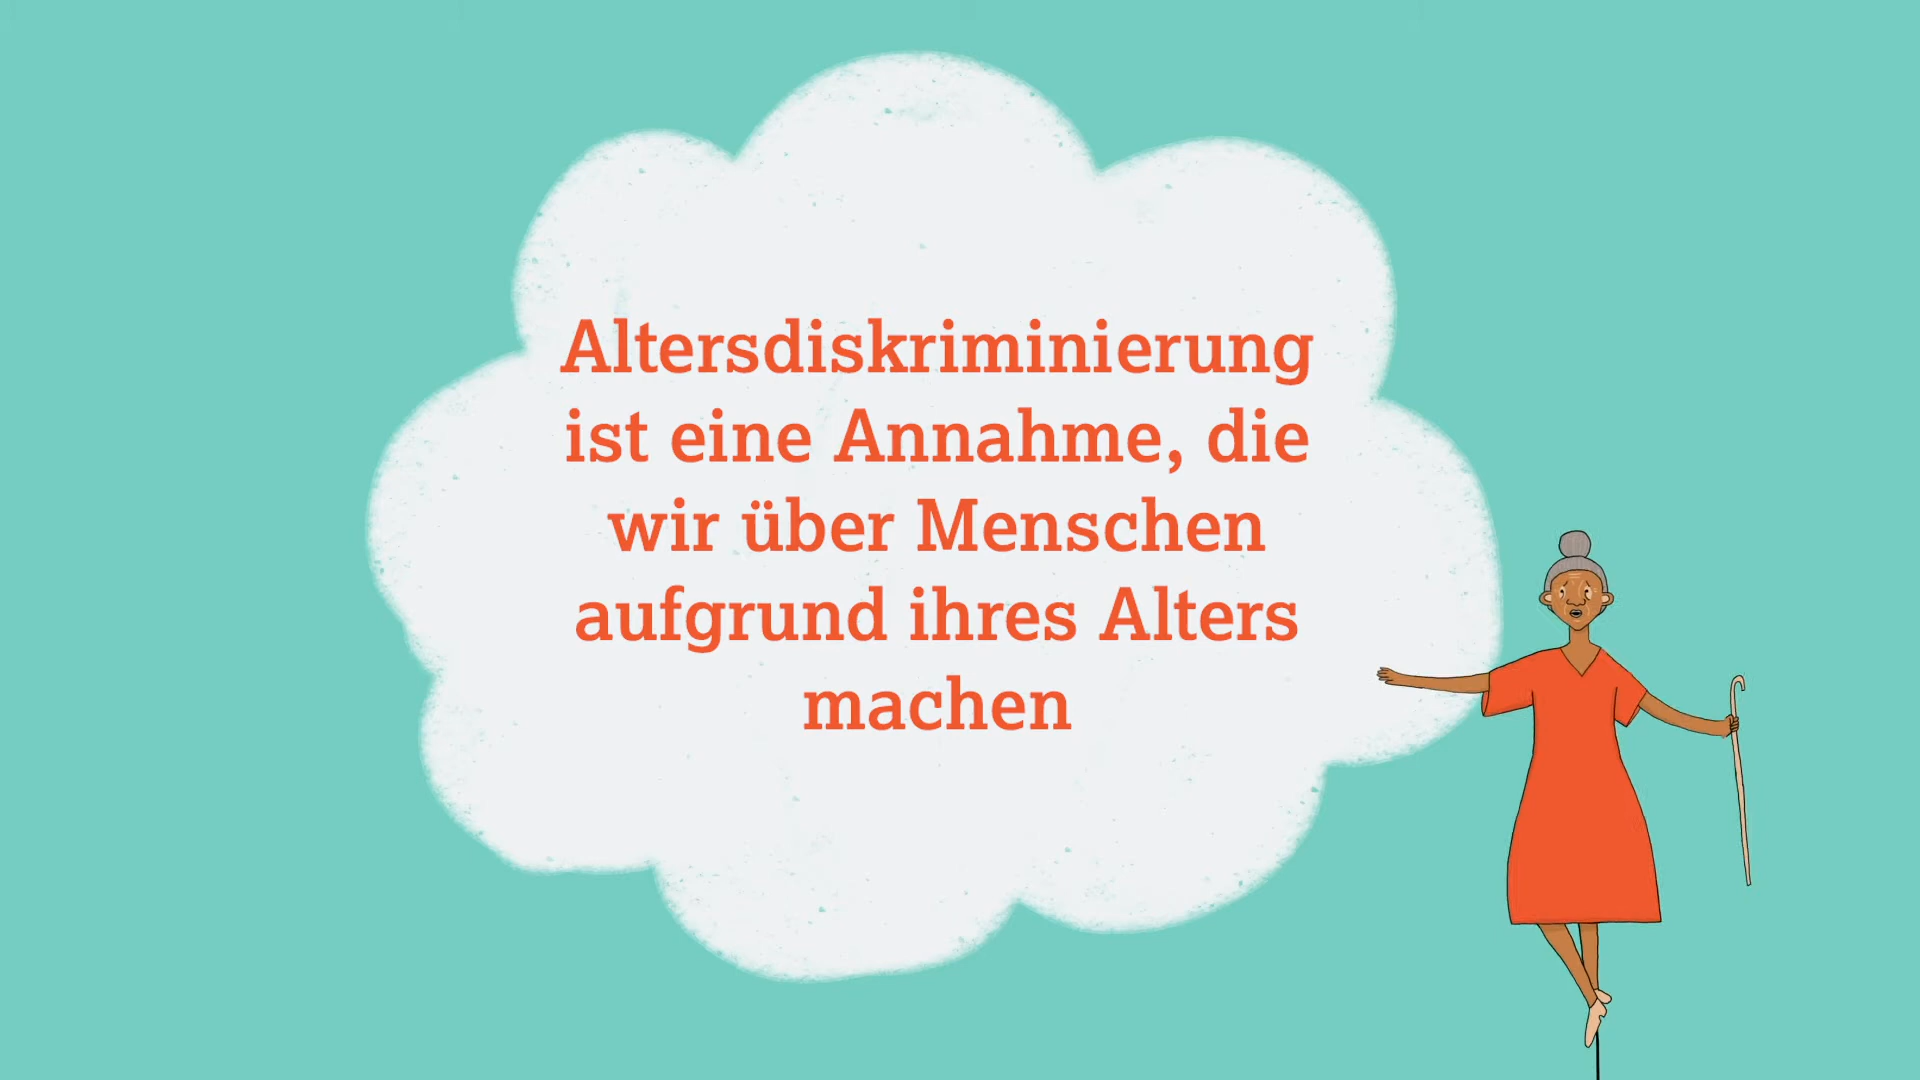 Altersdiskriminierung
ist eine Annahme, die
wir über Menschen
aufgrund ihres Alters
machen